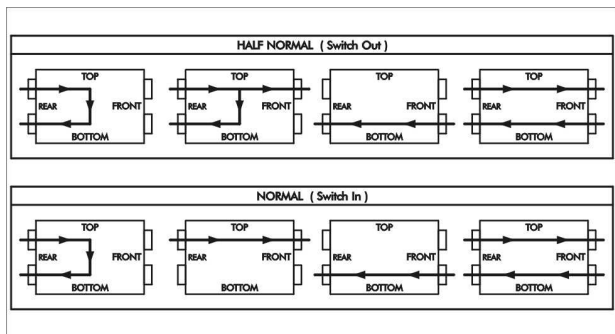 HALF NORMAL ( Switch Out )
TOP TOP TOP TOP
REAR FRONT REAR FRONT REAR FRONT REAR FRONT
BOTTOM BOTTOM BOTTOM BOTTOM
NORMAL ( Switch In )
TOP TOP TOP TOP
REAR FRONT REAR FRONT REAR FRONT REAR FRONT
BOTTOM BOTTOM BOTTOM BOTTOM